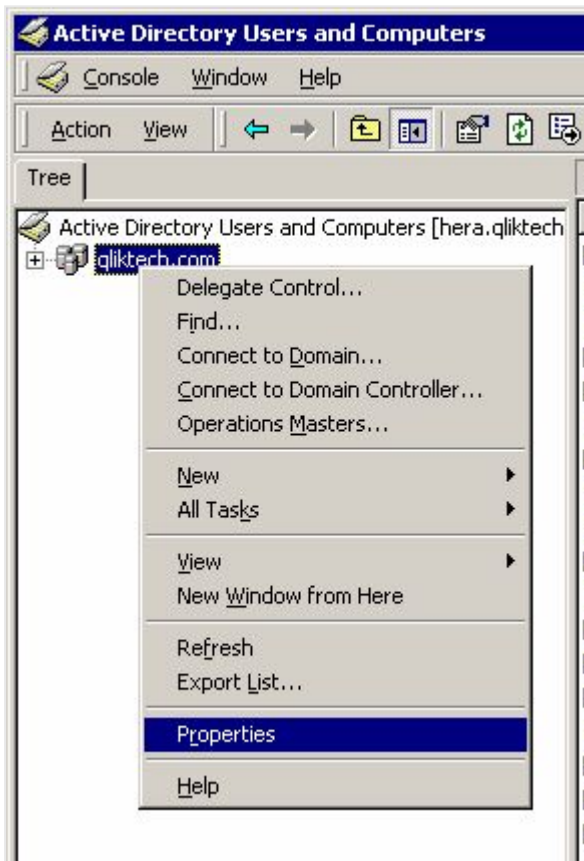 Active Directory Users and Computers
Console Window Help
Action View
Tree
Active Directory Users and Computers [hera.qliktech
qliktech.com
Delegate Control...
Find...
Connect to Domain...
Connect to Domain Controller...
Operations Masters...
New
All Tasks
View
New Window from Here
Refresh
Export List...
Properties
Help